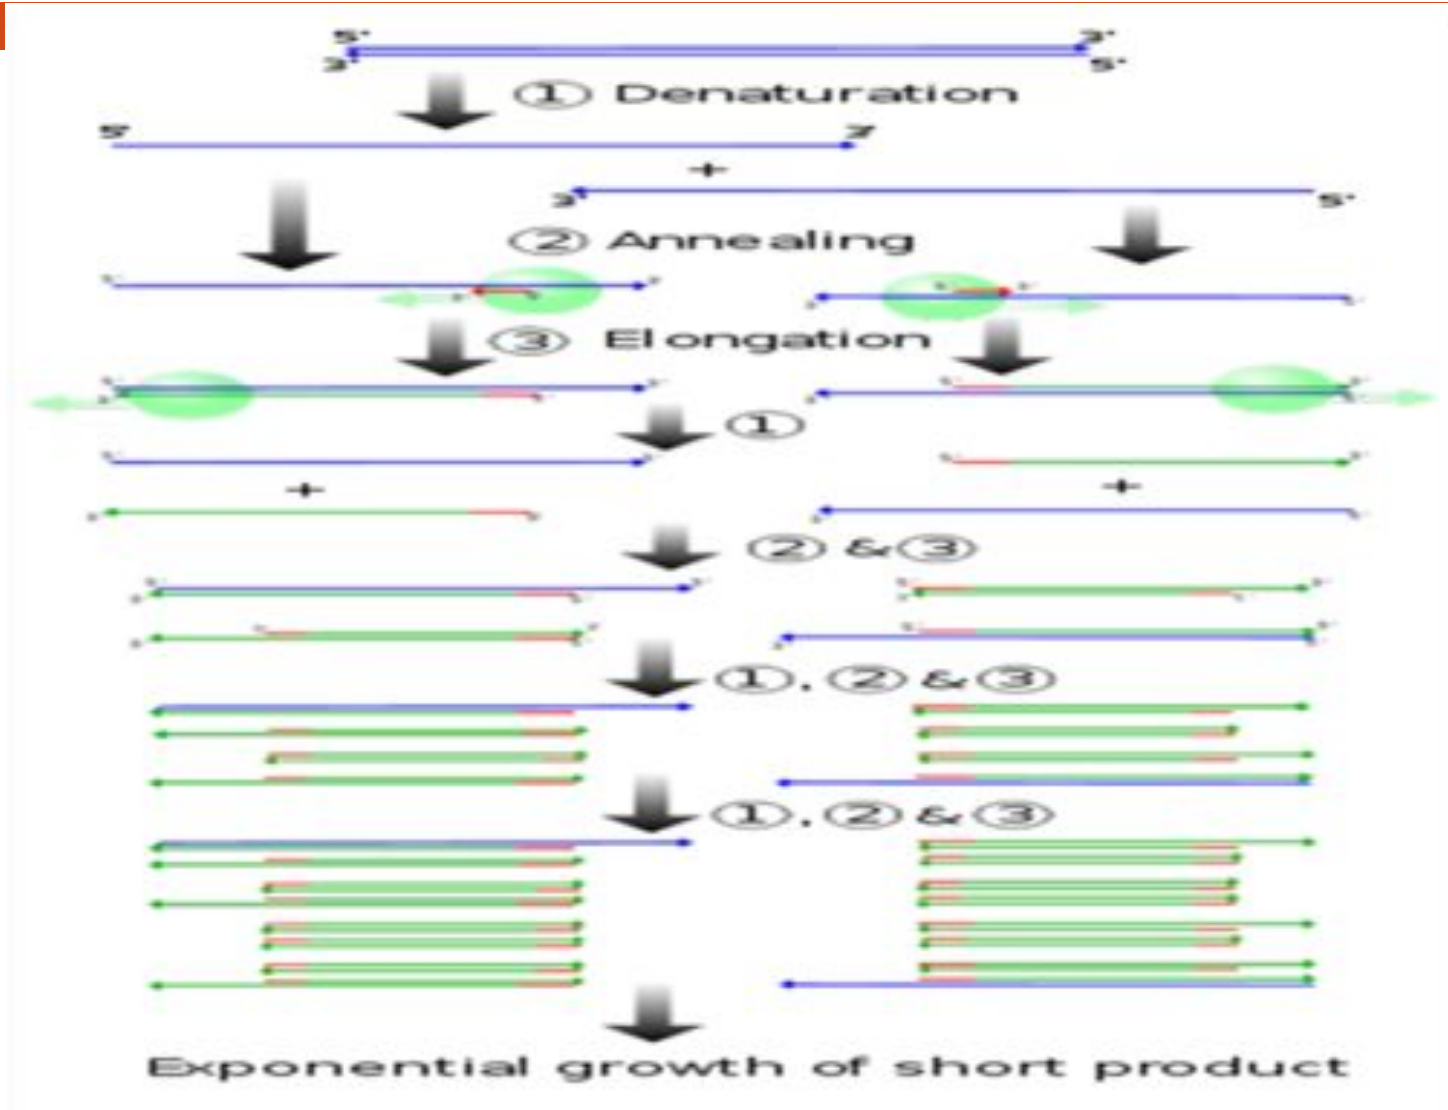 5' 3'
3' 5'
① Denaturation
5' 3'
+
3' 5'
② Annealing
③ Elongation
①
+ +
② & ③
①, ② & ③
①, ② & ③
Exponential growth of short product